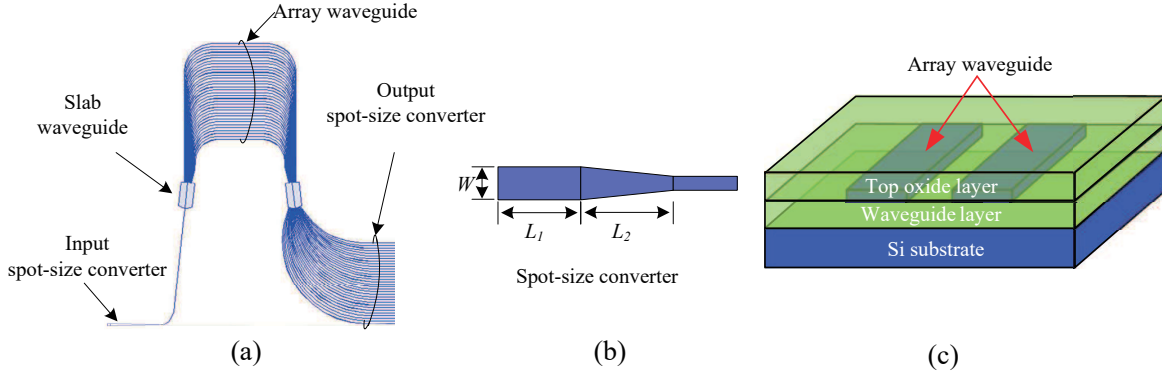 Array waveguide
Slab
waveguide
Output
spot-size converter
Input
spot-size converter
(a)
W
L1
L2
Spot-size converter
(b)
Array waveguide
Top oxide layer
Waveguide layer
Si substrate
(c)